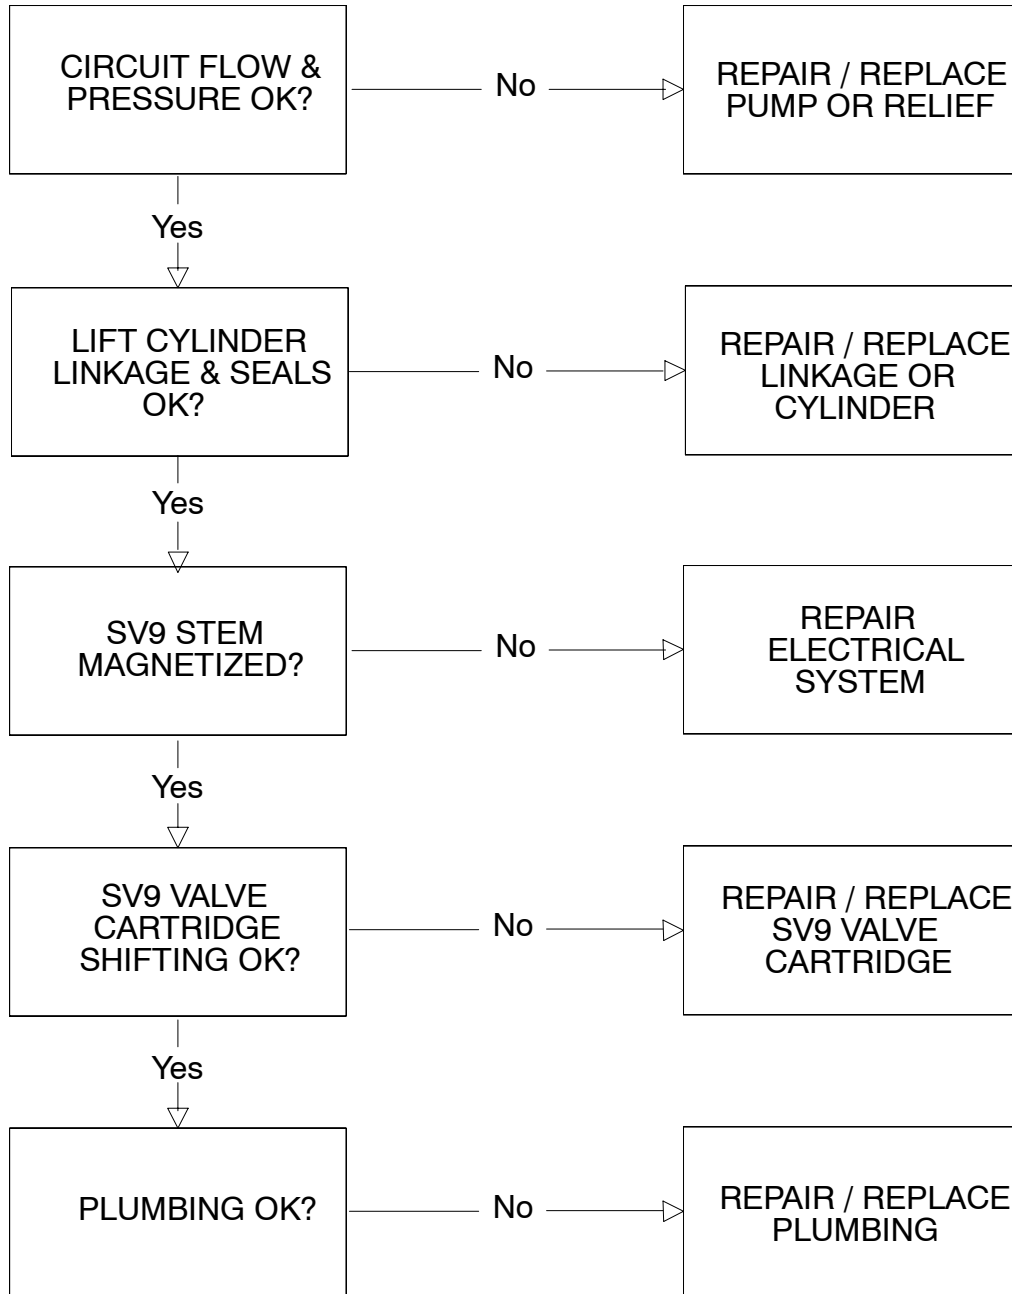 CIRCUIT FLOW &
PRESSURE OK?
No
REPAIR / REPLACE
PUMP OR RELIEF
Yes
LIFT CYLINDER
LINKAGE & SEALS
OK?
No
REPAIR / REPLACE
LINKAGE OR
CYLINDER
Yes
SV9 STEM
MAGNETIZED?
No
REPAIR
ELECTRICAL
SYSTEM
Yes
SV9 VALVE
CARTRIDGE
SHIFTING OK?
No
REPAIR / REPLACE
SV9 VALVE
CARTRIDGE
Yes
PLUMBING OK?
No
REPAIR / REPLACE
PLUMBING